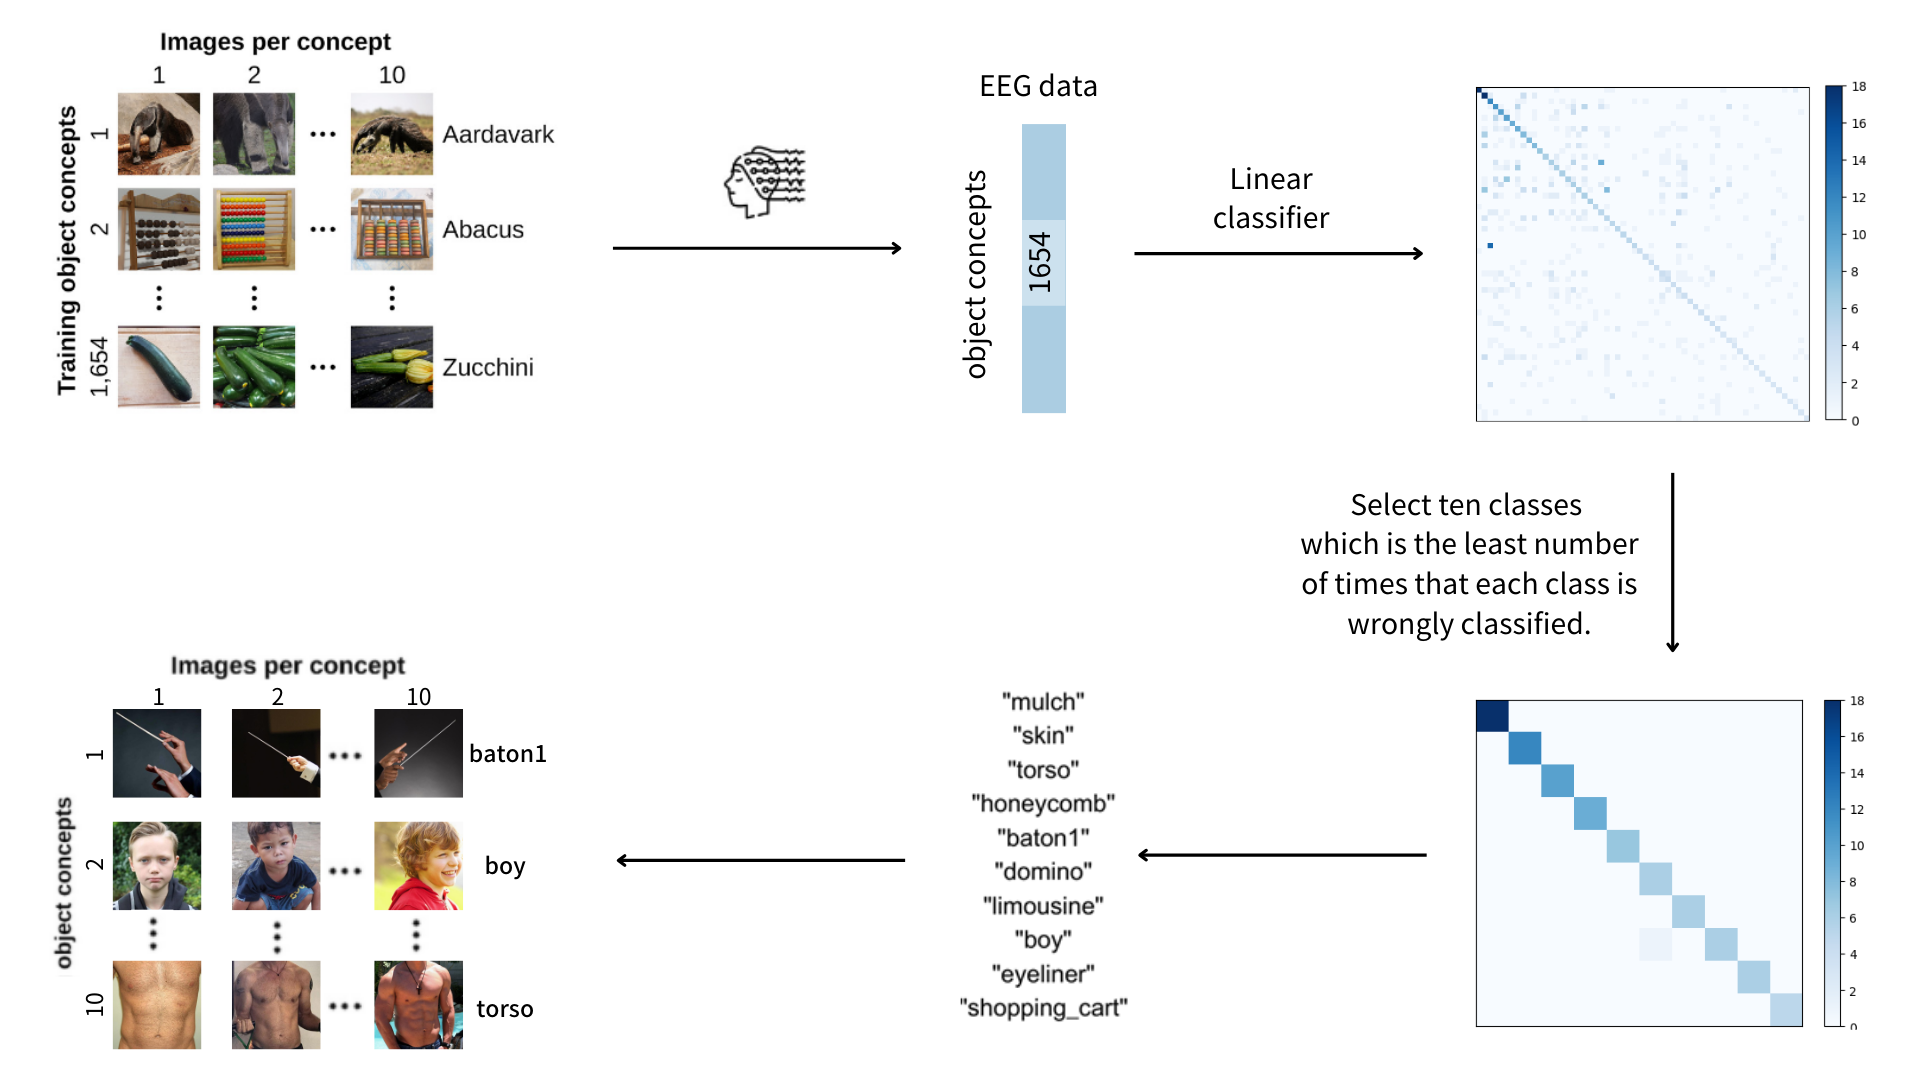 Images per concept
1 2 10
Training object concepts
1
Aardavark
2
Abacus
1,654
Zucchini
EEG data
object concepts
1654
Linear
classifier
18
16
14
12
10
8
6
4
2
0
Select ten classes
which is the least number
of times that each class is
wrongly classified.
18
16
14
12
10
8
6
4
2
0
"mulch"
"skin"
"torso"
"honeycomb"
"baton1"
"domino"
"limousine"
"boy"
"eyeliner"
"shopping_cart"
Images per concept
1 2 10
object concepts
1
baton1
2
boy
10
torso